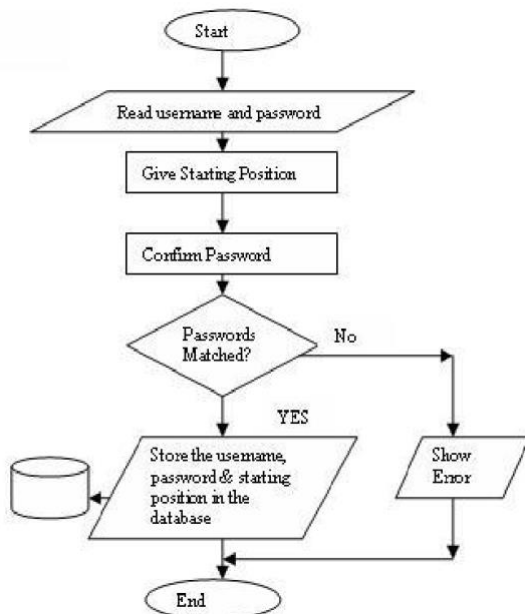 Start
Read username and password
Give Starting Position
Confirm Password
Passwords
Matched?
No
YES
Store the username,
password & starting
position in the
database
Show
Error
End